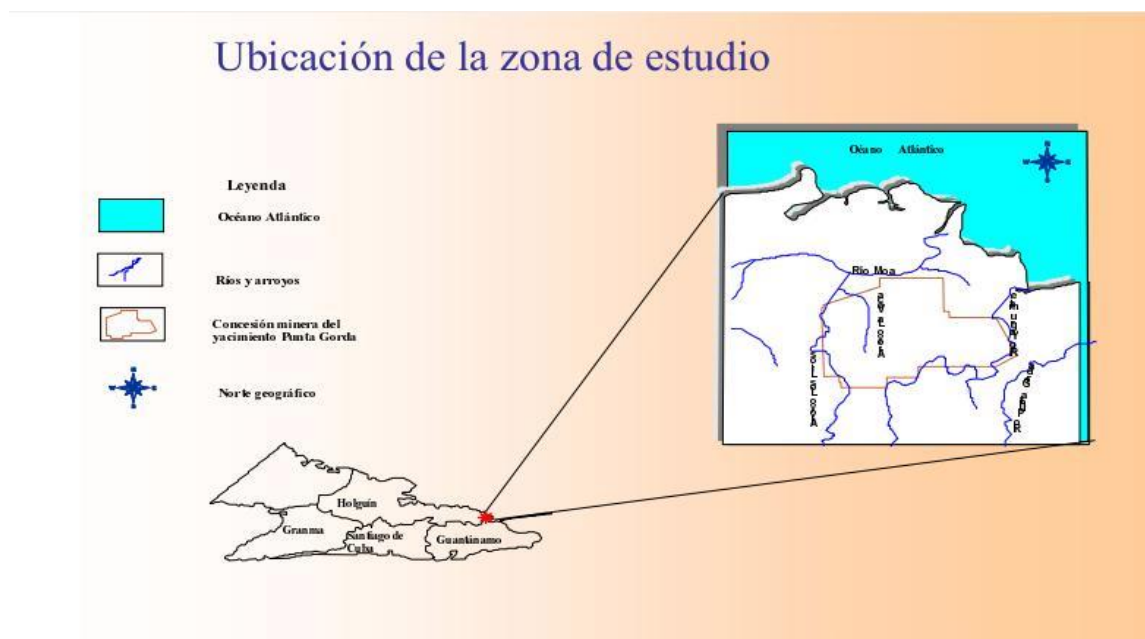 Ubicación de la zona de estudio
Leyenda
Océano Atlántico
Ríos y arroyos
Concesión minera del
yacimiento Punta Gorda
Norte geográfico
Océano Atlántico
Río Moa
Holguín
Granma
Santiago de
Cuba
Guantánamo